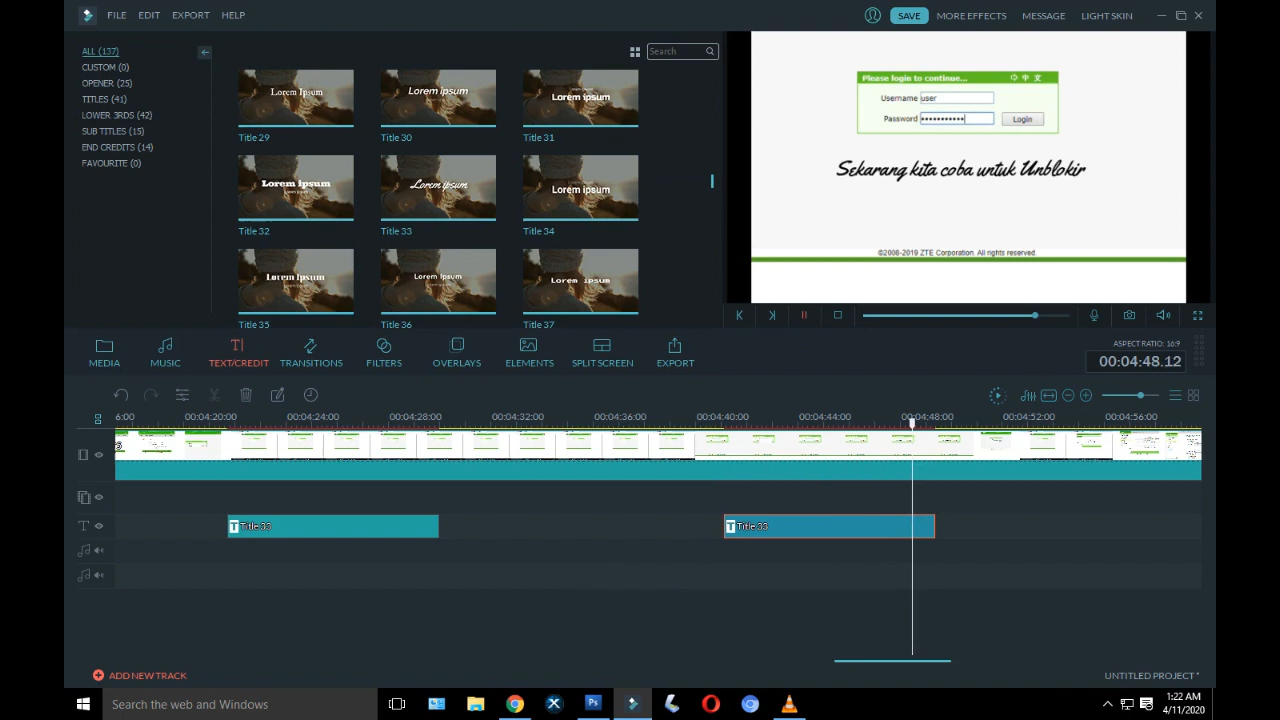 FILE EDIT EXPORT HELP
SAVE MORE EFFECTS MESSAGE LIGHT SKIN
ALL (137)
CUSTOM (0)
OPENER (25)
TITLES (41)
LOWER 3RDS (42)
SUB TITLES (15)
END CREDITS (14)
FAVOURITE (0)
Search
Lorem Ipsum
Title 29
Lorem ipsum
Title 30
Lorem ipsum
Title 31
Lorem Ipsum
Title 32
Lorem ipsum
Title 33
Lorem ipsum
Title 34
Lorem Ipsum
Title 35
Lorem Ipsum
Title 36
Lorem ipsum
Title 37
Please login to continue... 中 文
Username user
Password ••••••••••• Login
Sekarang kita coba untuk Unblokir
©2008-2019 ZTE Corporation. All rights reserved.
MEDIA MUSIC TEXT/CREDIT TRANSITIONS FILTERS OVERLAYS ELEMENTS SPLIT SCREEN EXPORT
ASPECT RATIO: 16:9
00:04:48.12
6:00 00:04:20:00 00:04:24:00 00:04:28:00 00:04:32:00 00:04:36:00 00:04:40:00 00:04:44:00 00:04:48:00 00:04:52:00 00:04:56:00
T Title 33 T Title 33
ADD NEW TRACK
UNTITLED PROJECT *
Search the web and Windows
Ps
1:22 AM
4/11/2020